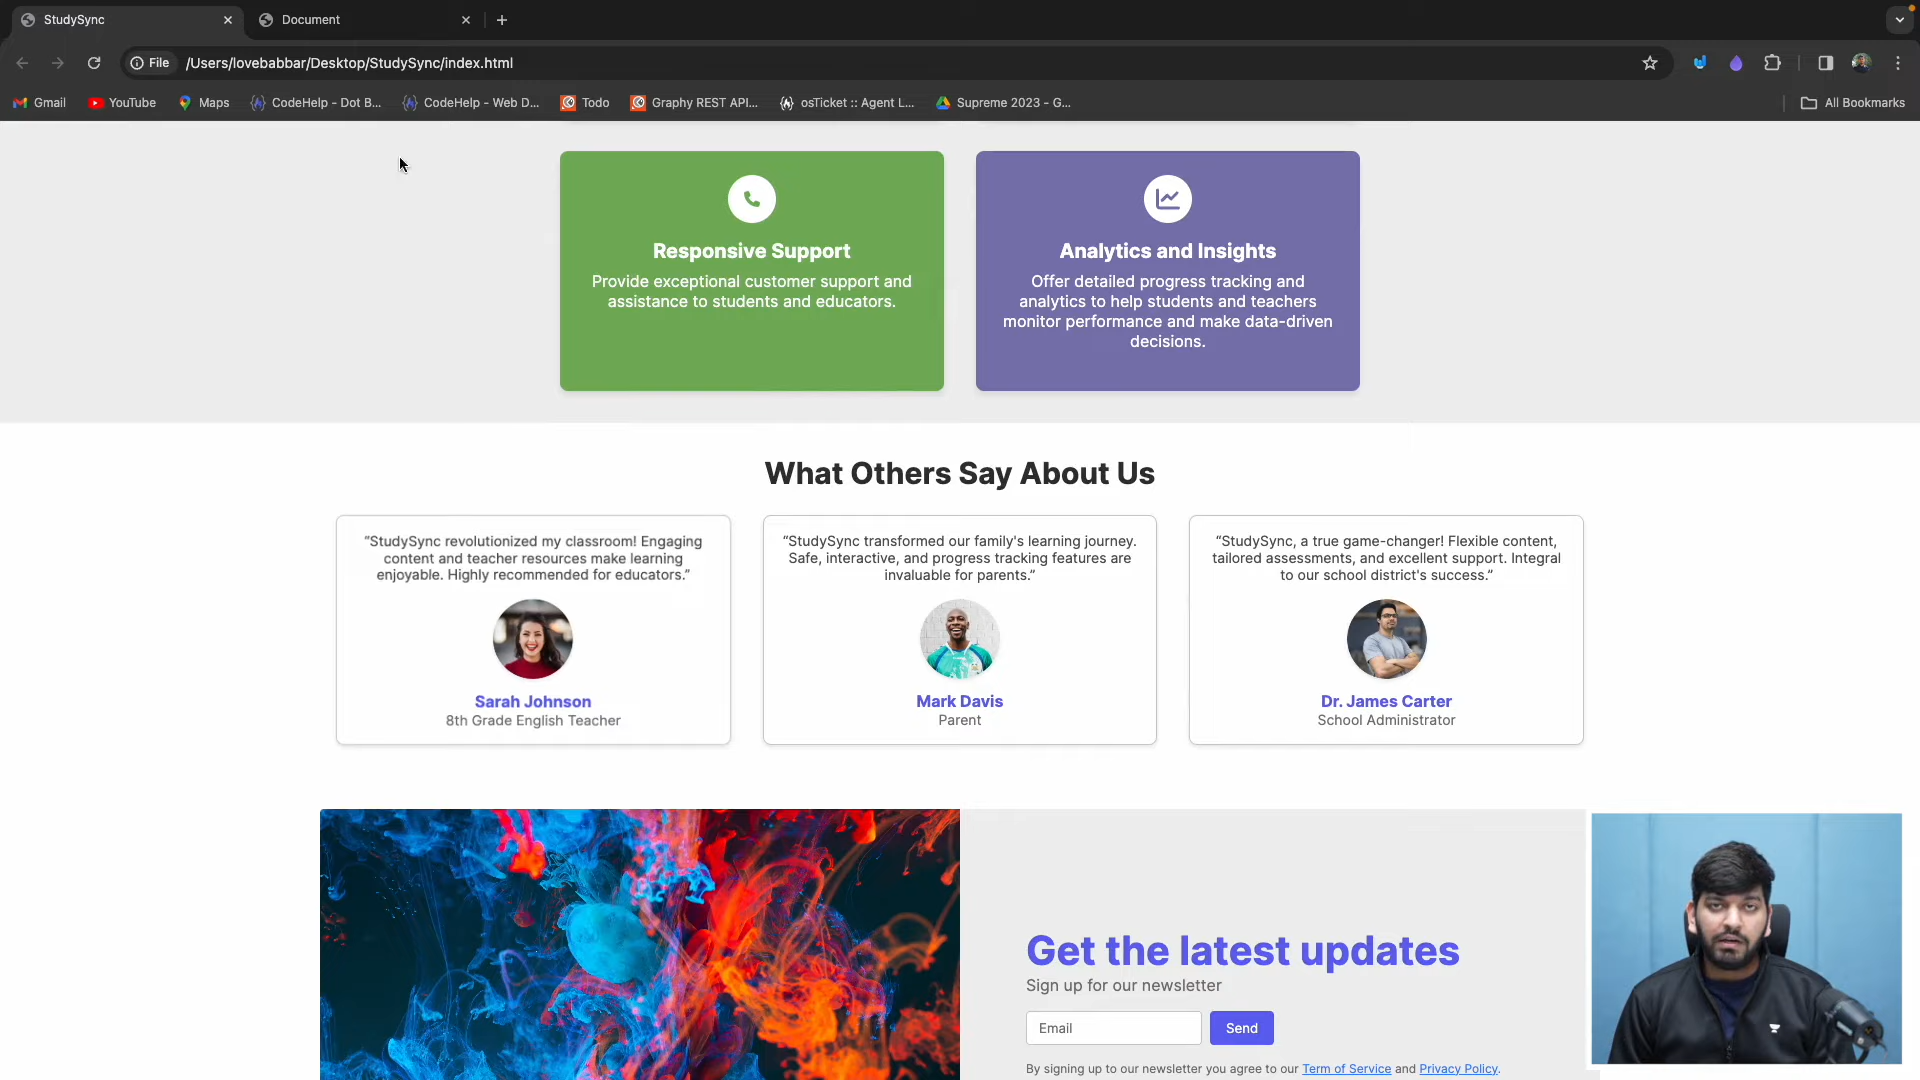 StudySync
Document
File
/Users/lovebabbar/Desktop/StudySync/index.html
Gmail
YouTube
Maps
CodeHelp - Dot B...
CodeHelp - Web D...
Todo
Graphy REST API...
osTicket :: Agent L...
Supreme 2023 - G...
All Bookmarks
Responsive Support
Provide exceptional customer support and
assistance to students and educators.
Analytics and Insights
Offer detailed progress tracking and
analytics to help students and teachers
monitor performance and make data-driven
decisions.
What Others Say About Us
“StudySync revolutionized my classroom! Engaging
content and teacher resources make learning
enjoyable. Highly recommended for educators.”
Sarah Johnson
8th Grade English Teacher
“StudySync transformed our family's learning journey.
Safe, interactive, and progress tracking features are
invaluable for parents.”
Mark Davis
Parent
“StudySync, a true game-changer! Flexible content,
tailored assessments, and excellent support. Integral
to our school district's success.”
Dr. James Carter
School Administrator
Get the latest updates
Sign up for our newsletter
Email
Send
By signing up to our newsletter you agree to our Term of Service and Privacy Policy.